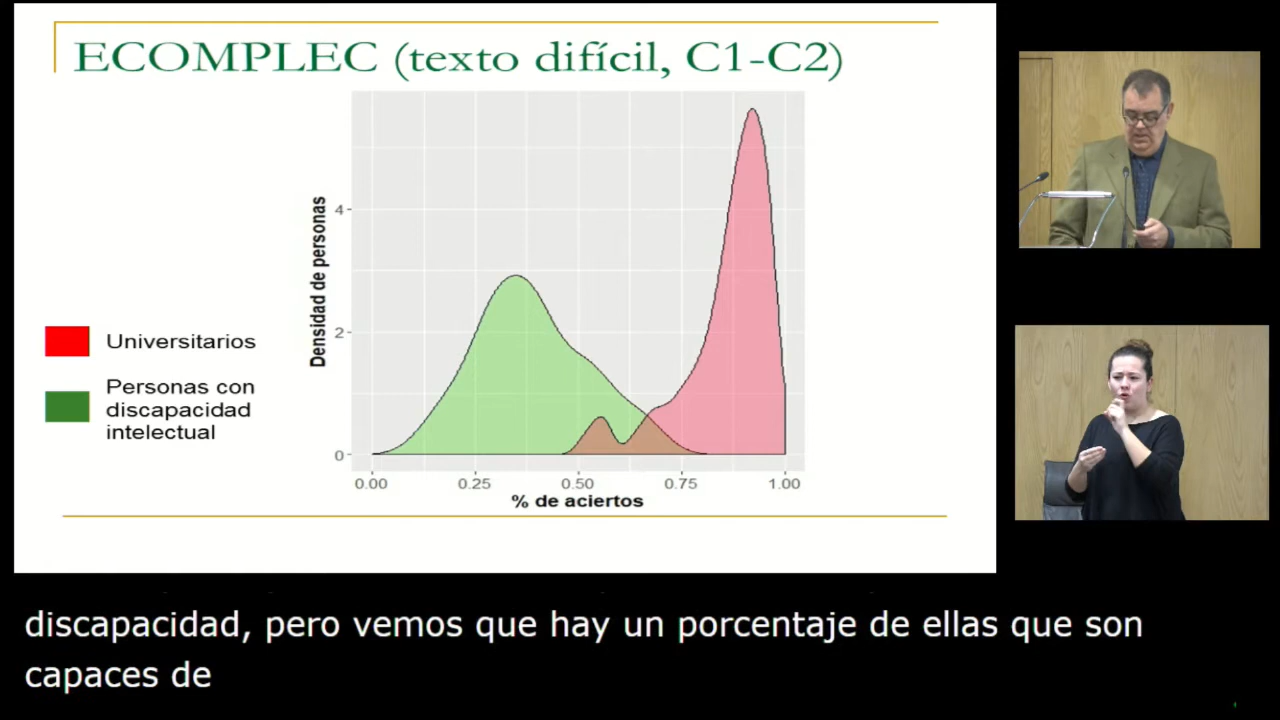 ECOMPLEC (texto difícil, C1-C2)
Densidad de personas
4
2
0
0.00 0.25 0.50 0.75 1.00
% de aciertos
Universitarios
Personas con
discapacidad
intelectual
discapacidad, pero vemos que hay un porcentaje de ellas que son
capaces de